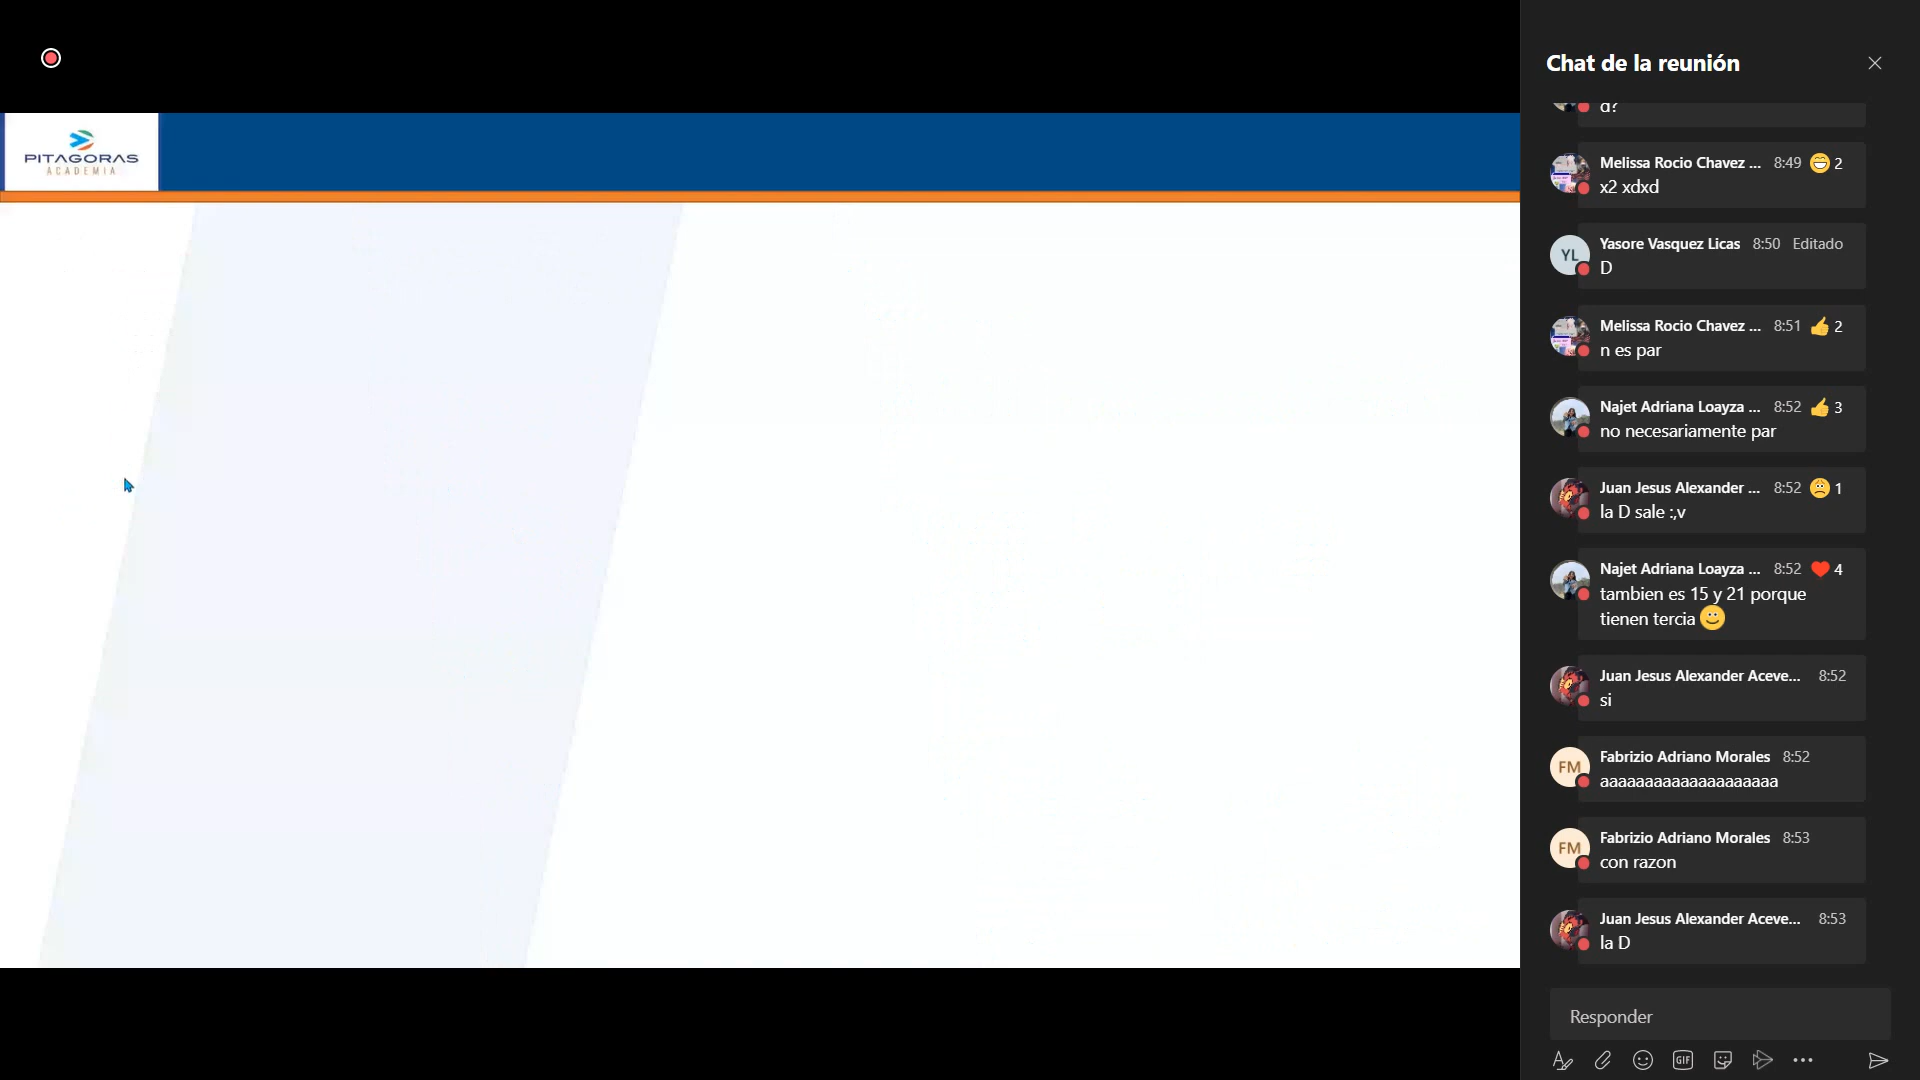 PITAGORAS
ACADEMIA
Chat de la reunión
d?
Melissa Rocio Chavez ... 8:49 2
x2 xdxd
YL
Yasore Vasquez Licas 8:50 Editado
D
Melissa Rocio Chavez ... 8:51 2
n es par
Najet Adriana Loayza ... 8:52 3
no necesariamente par
Juan Jesus Alexander ... 8:52 1
la D sale :,v
Najet Adriana Loayza ... 8:52 4
tambien es 15 y 21 porque
tienen tercia
Juan Jesus Alexander Aceve... 8:52
si
FM
Fabrizio Adriano Morales 8:52
aaaaaaaaaaaaaaaaaaaa
FM
Fabrizio Adriano Morales 8:53
con razon
Juan Jesus Alexander Aceve... 8:53
la D
Responder
GIF